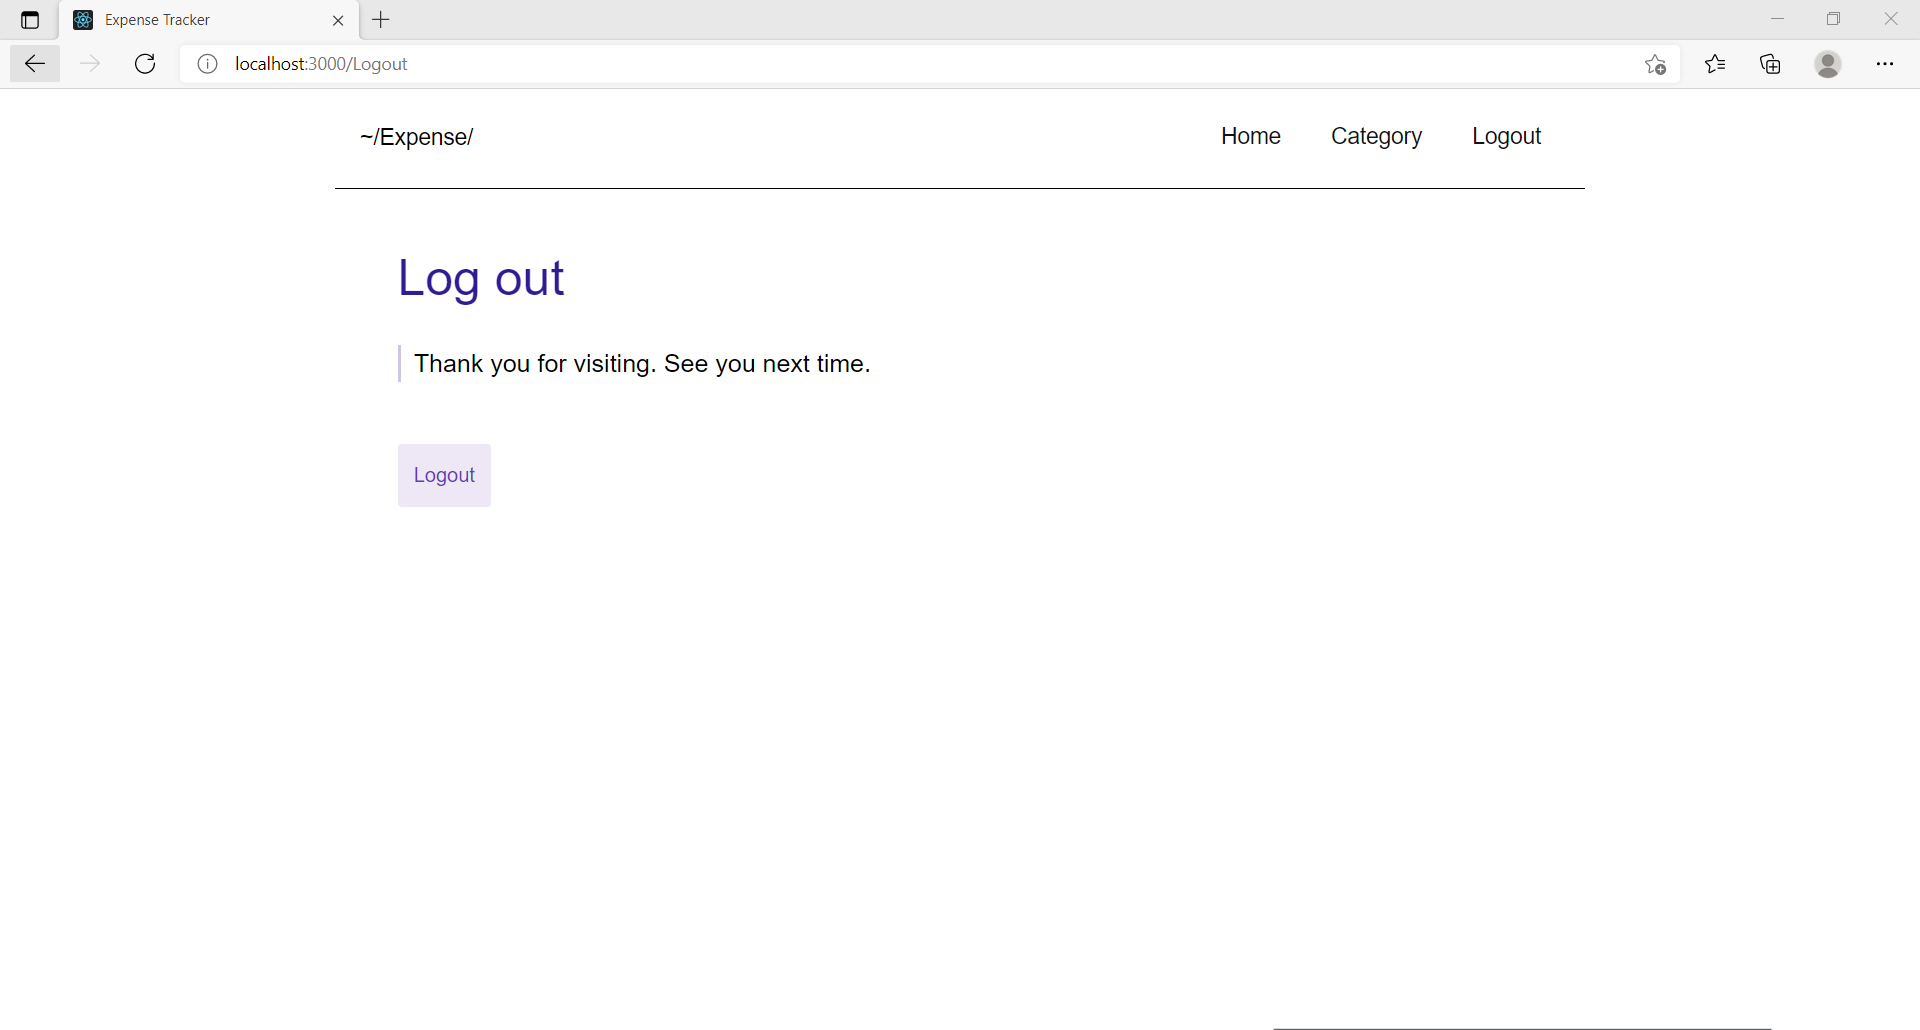 Expense Tracker
localhost:3000/Logout
~/Expense/
Home Category Logout
Log out
Thank you for visiting. See you next time.
Logout